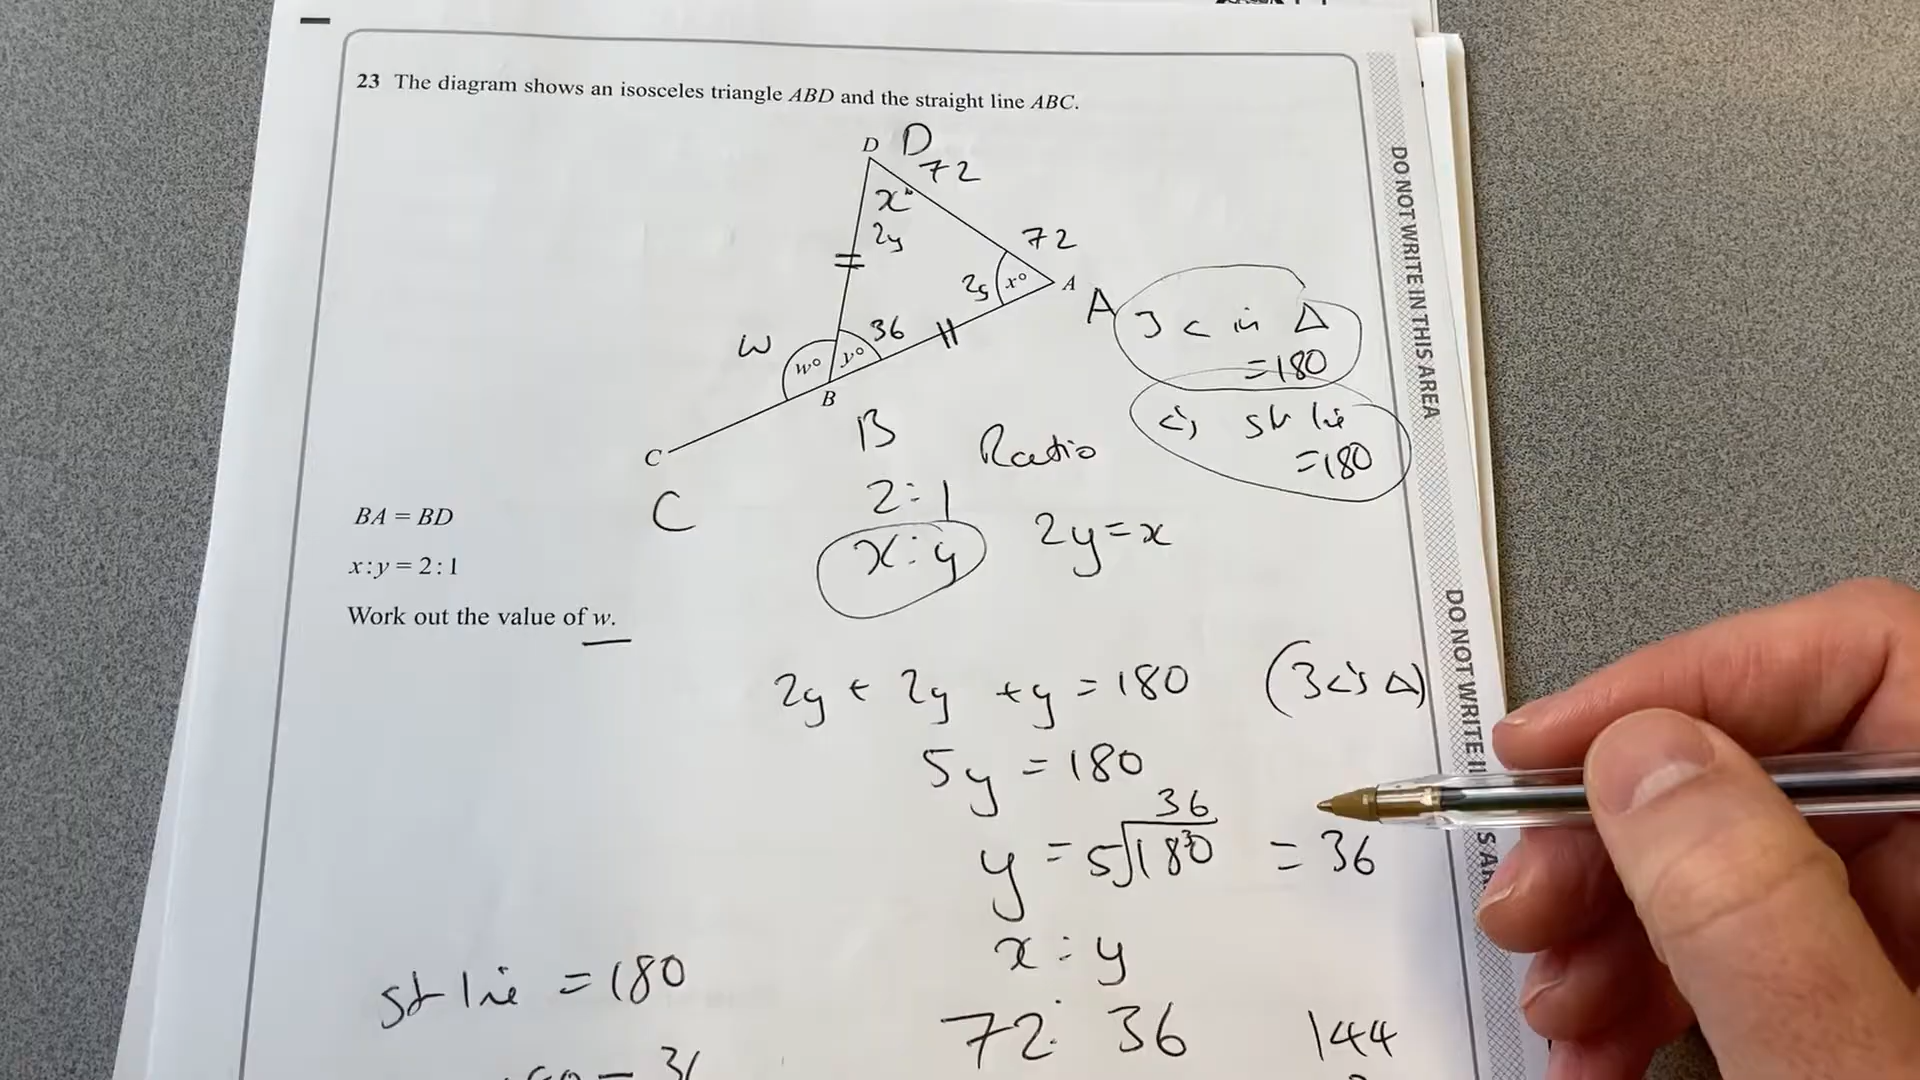 23 The diagram shows an isosceles triangle ABD and the straight line ABC.
D D
72
x°
2y
72
2y x° A A
36
W
w° y°
B
B
C
C
3 < in Δ
=180
<'s st lie
=180
Ratio
2:1
x:y
2y=x
BA = BD
x:y = 2:1
Work out the value of w.
2y + 2y + y = 180 (3<'s Δ)
5y = 180
36
y = 5 180 = 36
x : y
st lie = 180
72: 36
144
DO NOT WRITE IN THIS AREA
DO NOT WRITE I
S AR